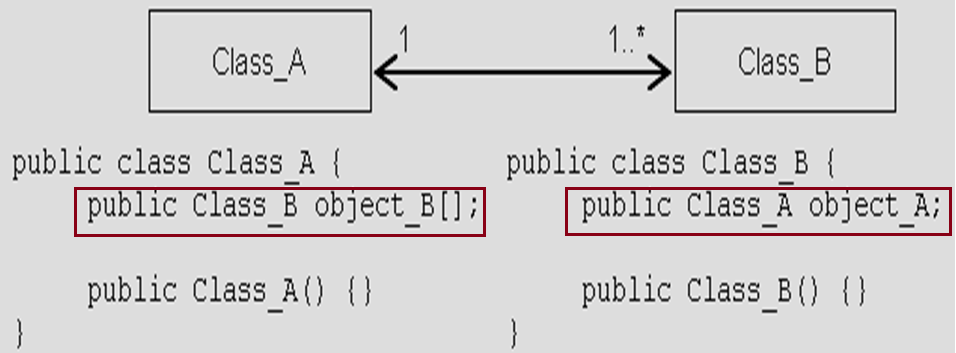 1 1..*
Class_A Class_B
public class Class_A {
public Class_B object_B[];
public Class_A() {}
}
public class Class_B {
public Class_A object_A;
public Class_B() {}
}